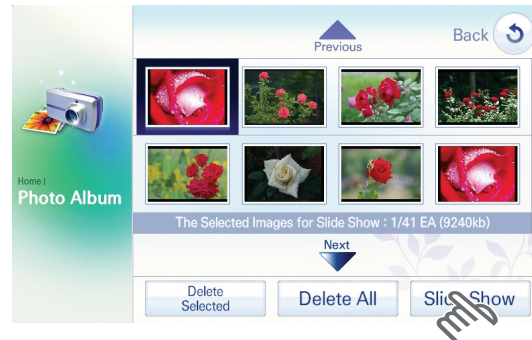 Previous
Back
Home |
Photo Album
The Selected Images for Slide Show : 1/41 EA (9240kb)
Next
Delete
Selected
Delete All
Slide Show